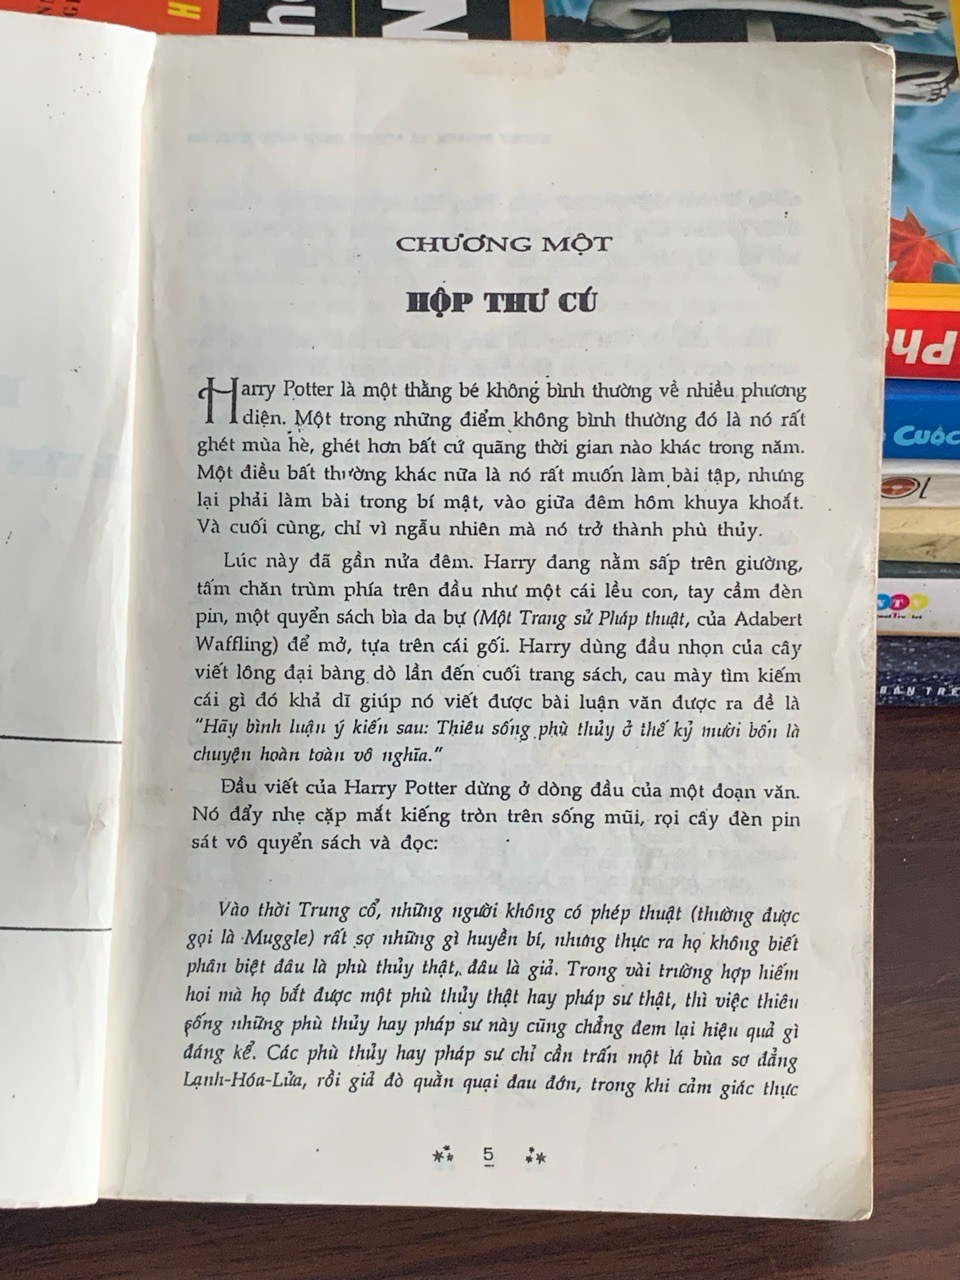 CHƯƠNG MỘT
HỘP THƯ CÚ
Harry Potter là một thằng bé không bình thường về nhiều phương
diện. Một trong những điểm không bình thường đó là nó rất
ghét mùa hè, ghét hơn bất cứ quãng thời gian nào khác trong năm.
Một điều bất thường khác nữa là nó rất muốn làm bài tập, nhưng
lại phải làm bài trong bí mật, vào giữa đêm hôm khuya khoắt.
Và cuối cùng, chỉ vì ngẫu nhiên mà nó trở thành phù thủy.
Lúc này đã gần nửa đêm. Harry đang nằm sấp trên giường,
tấm chăn trùm phía trên đầu như một cái lều con, tay cầm đèn
pin, một quyển sách bìa da bự (Một Trang sử Pháp thuật, của Adabert
Waffling) để mở, tựa trên cái gối. Harry dùng đầu nhọn của cây
viết lông đại bàng dò lần đến cuối trang sách, cau mày tìm kiếm
cái gì đó khả dĩ giúp nó viết được bài luận văn được ra đề là
"Hãy bình luận ý kiến sau: Thiêu sống phù thủy ở thế kỷ mười bốn là
chuyện hoàn toàn vô nghĩa."
Đầu viết của Harry Potter dừng ở dòng đầu của một đoạn văn.
Nó đẩy nhẹ cặp mắt kiếng tròn trên sống mũi, rọi cây đèn pin
sát vô quyển sách và đọc:
Vào thời Trung cổ, những người không có phép thuật (thường được
gọi là Muggle) rất sợ những gì huyền bí, nhưng thực ra họ không biết
phân biệt đâu là phù thủy thật, đâu là giả. Trong vài trường hợp hiếm
hoi mà họ bắt được một phù thủy thật hay pháp sư thật, thì việc thiêu
sống những phù thủy hay pháp sư này cũng chẳng đem lại hiệu quả gì
đáng kể. Các phù thủy hay pháp sư chỉ cần trấn một lá bùa sơ đẳng
Lạnh-Hóa-Lửa, rồi giả đò quằn quại đau đớn, trong khi cảm giác thực
5
CUỘC